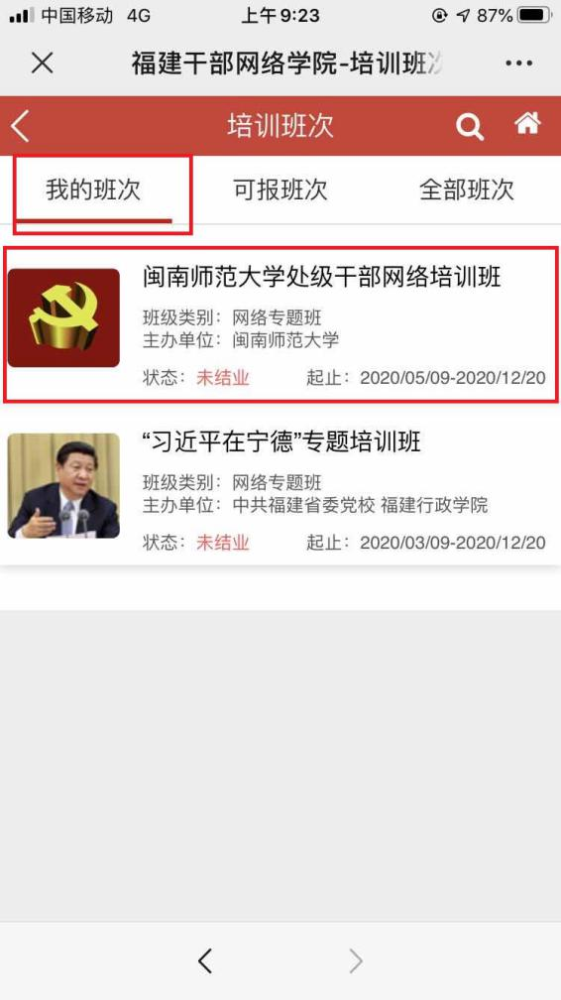 中国移动 4G 上午9:23 87%
福建干部网络学院-培训班
培训班次
我的班次 可报班次 全部班次
闽南师范大学处级干部网络培训班
班级类别：网络专题班
主办单位：闽南师范大学
状态：未结业 起止：2020/05/09-2020/12/20
“习近平在宁德”专题培训班
班级类别：网络专题班
主办单位：中共福建省委党校 福建行政学院
状态：未结业 起止：2020/03/09-2020/12/20